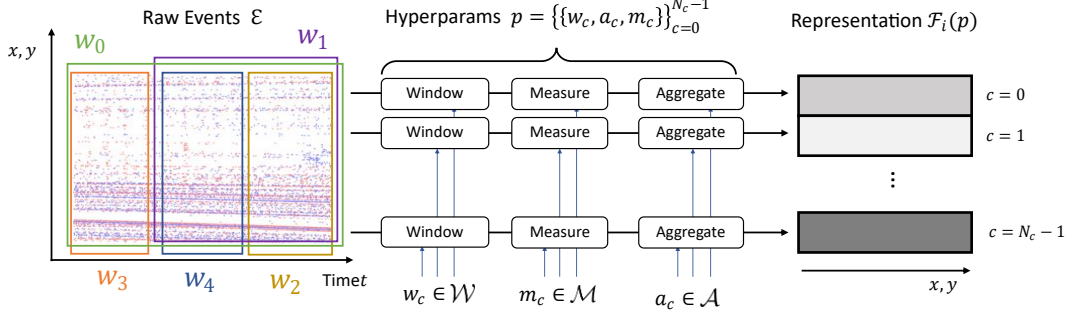 Raw Events ℰ
Hyperparams p = {{w_c, a_c, m_c}}_{c=0}^{N_c−1}
Representation ℱ_i(p)
x, y
w_0
w_1
Window
Measure
Aggregate
c = 0
Window
Measure
Aggregate
c = 1
⋮
Window
Measure
Aggregate
c = N_c − 1
w_3
w_4
w_2
Timet
w_c ∈ 𝒲
m_c ∈ ℳ
a_c ∈ 𝒜
x, y